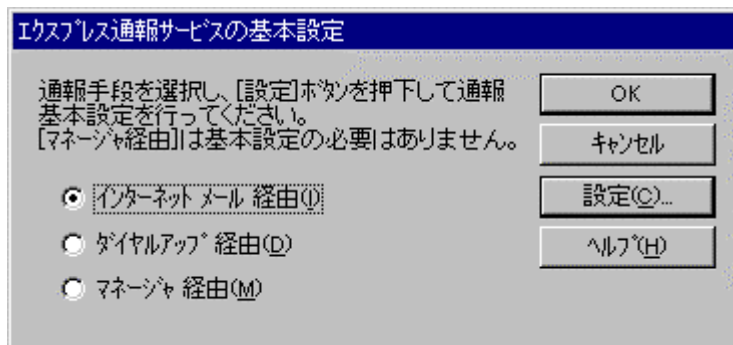 ｴｸｽﾌﾟﾚｽ通報ｻｰﾋﾞｽの基本設定
通報手段を選択し、[設定]ﾎﾞﾀﾝを押下して通報
基本設定を行ってください。
[ﾏﾈｰｼﾞｬ経由]は基本設定の必要はありません。
OK
ｷｬﾝｾﾙ
設定(C)...
ﾍﾙﾌﾟ(H)
ｲﾝﾀｰﾈｯﾄ ﾒｰﾙ 経由(I)
ﾀﾞｲﾔﾙｱｯﾌﾟ 経由(D)
ﾏﾈｰｼﾞｬ 経由(M)